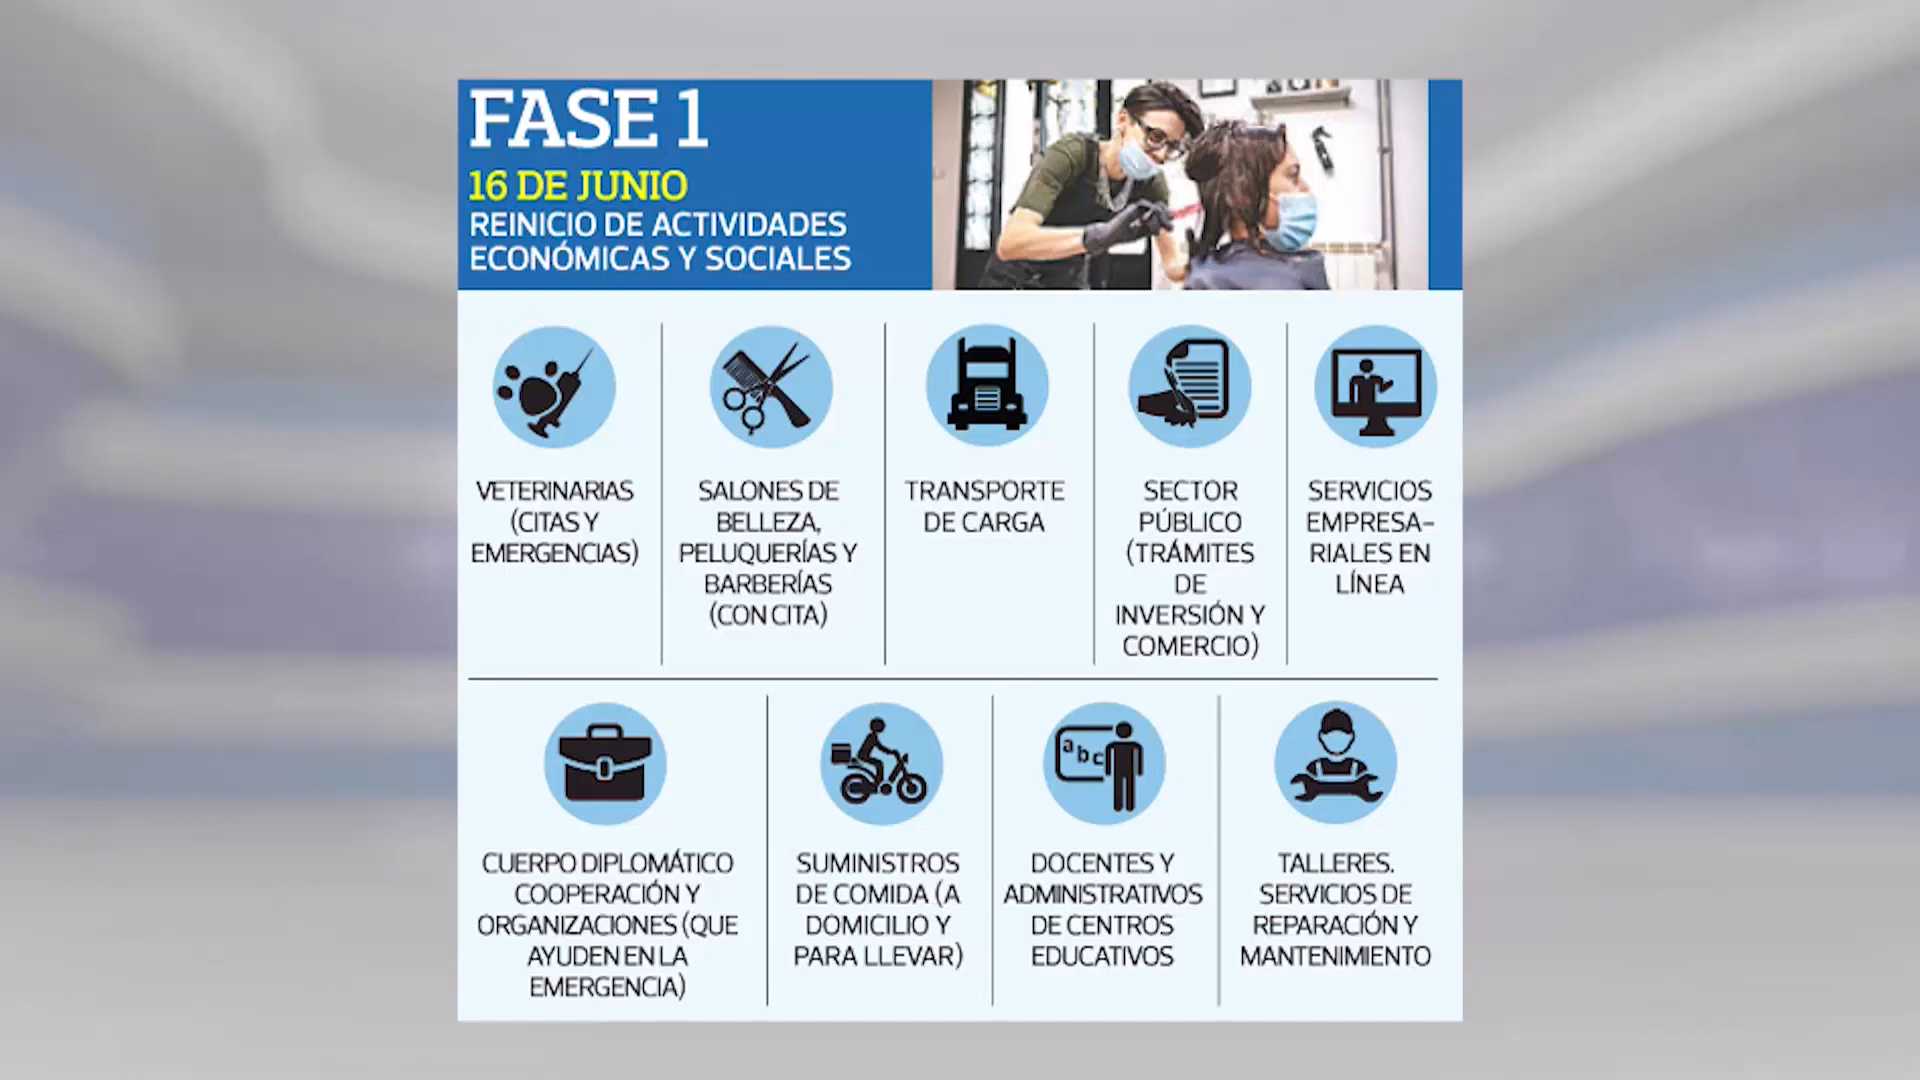 FASE 1
16 DE JUNIO
REINICIO DE ACTIVIDADES
ECONÓMICAS Y SOCIALES
VETERINARIAS
(CITAS Y
EMERGENCIAS)
SALONES DE
BELLEZA,
PELUQUERÍAS Y
BARBERÍAS
(CON CITA)
TRANSPORTE
DE CARGA
SECTOR
PÚBLICO
(TRÁMITES
DE
INVERSIÓN Y
COMERCIO)
SERVICIOS
EMPRESA-
RIALES EN
LÍNEA
CUERPO DIPLOMÁTICO
COOPERACIÓN Y
ORGANIZACIONES (QUE
AYUDEN EN LA
EMERGENCIA)
SUMINISTROS
DE COMIDA (A
DOMICILIO Y
PARA LLEVAR)
abc
DOCENTES Y
ADMINISTRATIVOS
DE CENTROS
EDUCATIVOS
TALLERES.
SERVICIOS DE
REPARACIÓN Y
MANTENIMIENTO